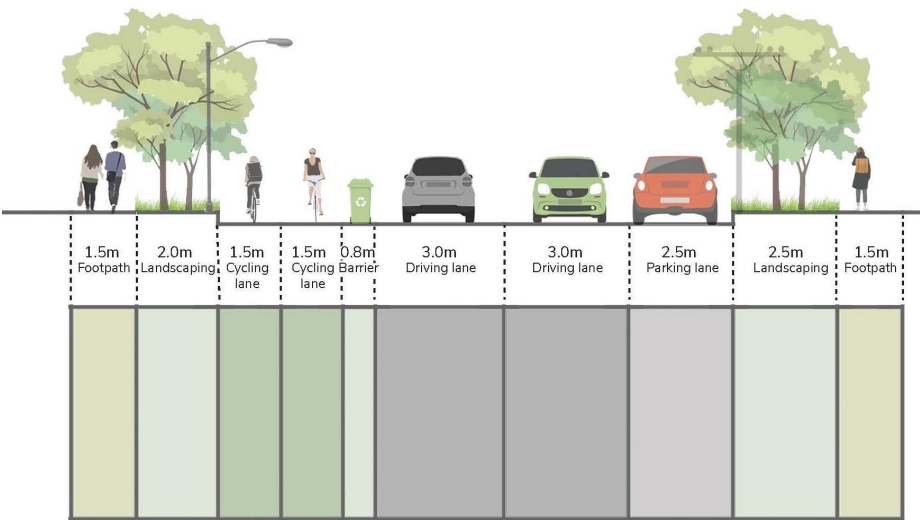 1.5m
Footpath
2.0m
Landscaping
1.5m
Cycling
lane
1.5m
Cycling
lane
0.8m
Barrier
3.0m
Driving lane
3.0m
Driving lane
2.5m
Parking lane
2.5m
Landscaping
1.5m
Footpath